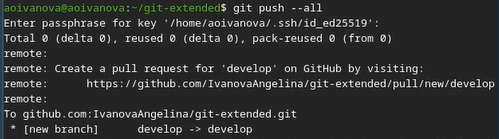 aoivanova@aoivanova:~/git-extended$ git push --all
Enter passphrase for key '/home/aoivanova/.ssh/id_ed25519':
Total 0 (delta 0), reused 0 (delta 0), pack-reused 0 (from 0)
remote:
remote: Create a pull request for 'develop' on GitHub by visiting:
remote:      https://github.com/IvanovaAngelina/git-extended/pull/new/develop
remote:
To github.com:IvanovaAngelina/git-extended.git
 * [new branch]      develop -> develop